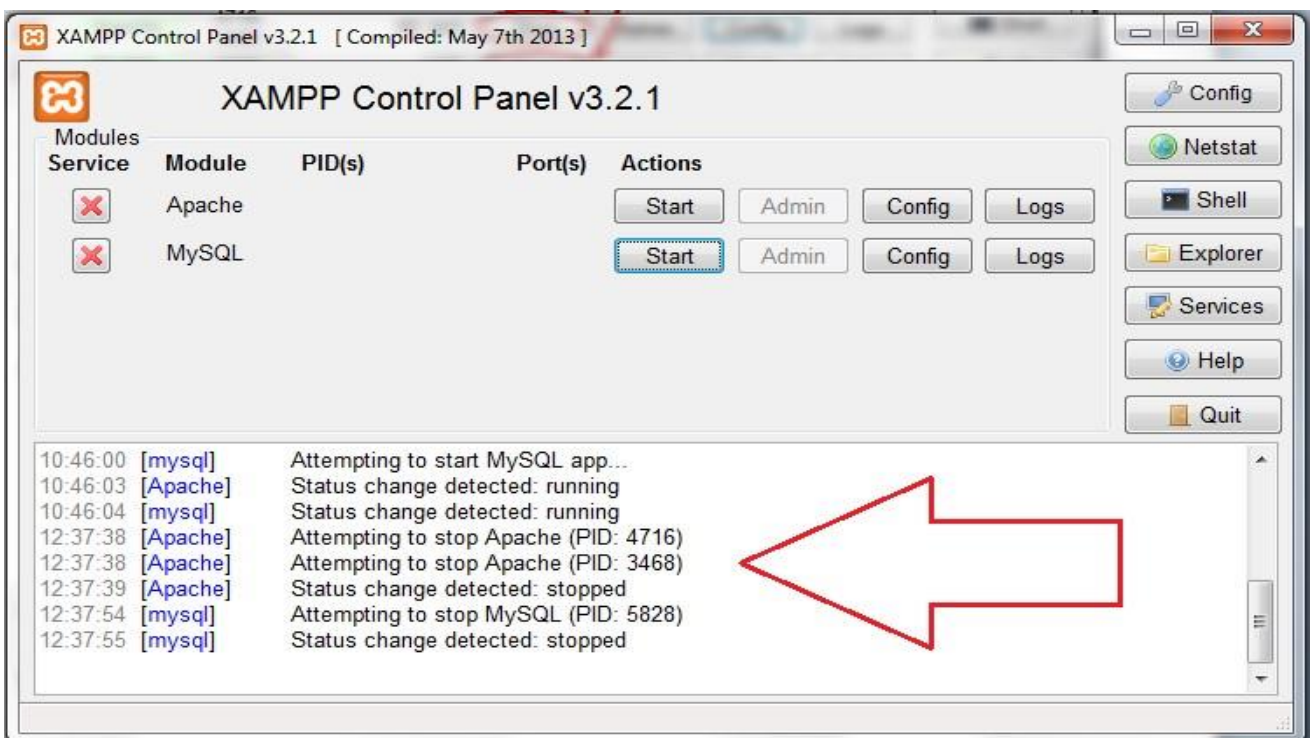 XAMPP Control Panel v3.2.1 [ Compiled: May 7th 2013 ]
XAMPP Control Panel v3.2.1
Config
Modules
Service Module PID(s) Port(s) Actions
Netstat
Apache Start Admin Config Logs
Shell
MySQL Start Admin Config Logs
Explorer
Services
Help
Quit
10:46:00 [mysql] Attempting to start MySQL app...
10:46:03 [Apache] Status change detected: running
10:46:04 [mysql] Status change detected: running
12:37:38 [Apache] Attempting to stop Apache (PID: 4716)
12:37:38 [Apache] Attempting to stop Apache (PID: 3468)
12:37:39 [Apache] Status change detected: stopped
12:37:54 [mysql] Attempting to stop MySQL (PID: 5828)
12:37:55 [mysql] Status change detected: stopped